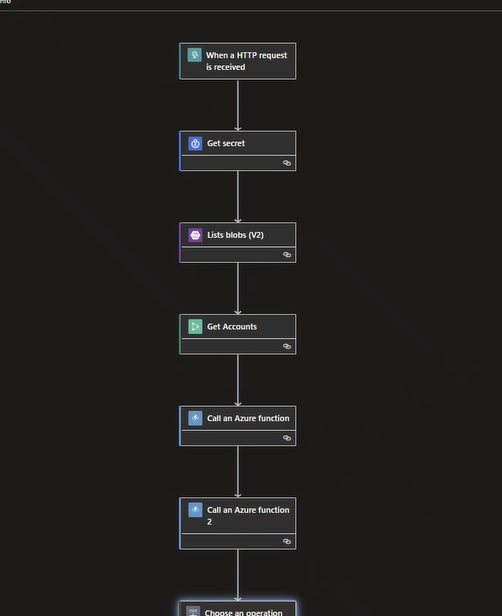 When a HTTP request
is received
Get secret
Lists blobs (V2)
Get Accounts
Call an Azure function
Call an Azure function
2
Choose an operation